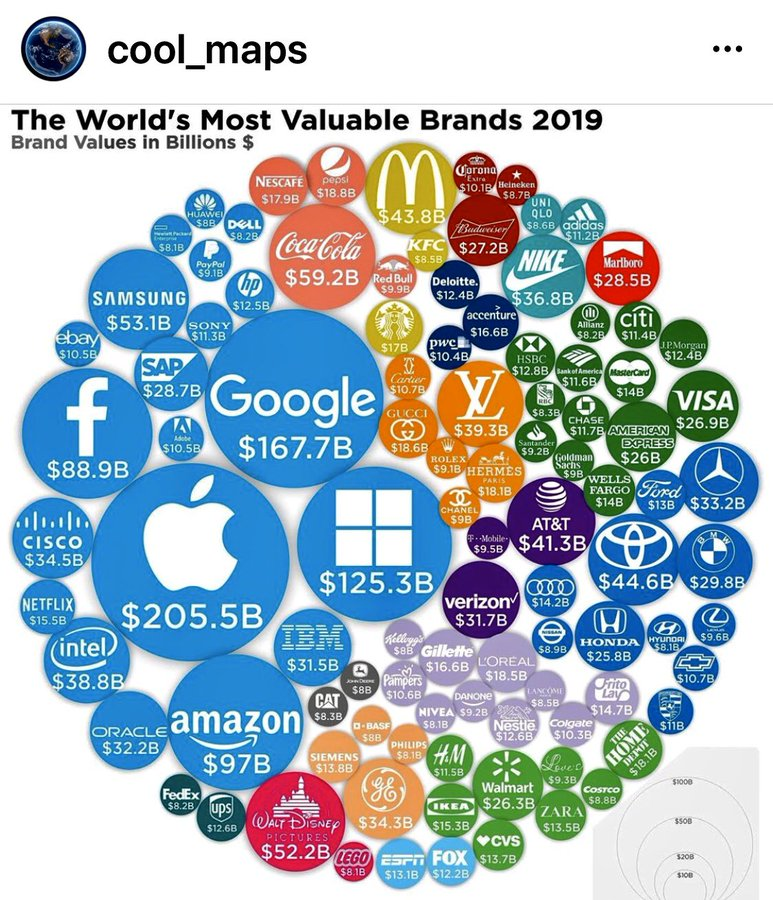 cool_maps
The World's Most Valuable Brands 2019
Brand Values in Billions $
NESCAFÉ
$17.9B
pepsi
$18.8B
$43.8B
Corona
Extra
$10.1B
Heineken
$8.7B
HUAWEI
$8B
DELL
$8.2B
Hewlett Packard
Enterprise
$8.1B
PayPal
$9.1B
hp
$12.5B
Coca-Cola
$59.2B
KFC
$8.5B
Red Bull
$9.9B
Budweiser
$27.2B
UNI
QLO
$8.6B
adidas
$11.2B
NIKE
$36.8B
Marlboro
$28.5B
SAMSUNG
$53.1B
SONY
$11.3B
ebay
$10.5B
SAP
$28.7B
Google
$167.7B
$17B
Deloitte.
$12.4B
accenture
$16.6B
pwc
$10.4B
Allianz
$8.2B
citi
$11.4B
J.P.Morgan
$12.4B
HSBC
$12.8B
Bank of America
$11.6B
MasterCard
$14B
VISA
$26.9B
f
$88.9B
Adobe
$10.5B
Cartier
$10.7B
GUCCI
$18.6B
LV
$39.3B
RBC
$8.3B
CHASE
$11.7B
AMERICAN
EXPRESS
$26B
Santander
$9.2B
Goldman
Sachs
$9B
WELLS
FARGO
$14B
ROLEX
$9.1B
HERMÈS
PARIS
$18.1B
CHANEL
$9B
Ford
$13B
$33.2B
CISCO
$34.5B
$205.5B
$125.3B
T··Mobile·
$9.5B
AT&T
$41.3B
$44.6B
BMW
$29.8B
NETFLIX
$15.5B
intel
$38.8B
IBM
$31.5B
verizon✓
$31.7B
$14.2B
NISSAN
$8.9B
HONDA
$25.8B
HYUNDAI
$8.1B
LEXUS
$9.6B
$10.7B
Kellogg's
$8B
Gillette
$16.6B
L'ORÉAL
$18.5B
JOHN DEERE
$8B
Pampers
$10.6B
DANONE
$9.2B
LANCÔME
$8.5B
Frito
Lay
$14.7B
$11B
ORACLE
$32.2B
amazon
$97B
CAT
$8.3B
BASF
$8B
NIVEA
$8.1B
Nestlé
$12.6B
Colgate
$10.3B
THE
HOME
DEPOT
$18.1B
SIEMENS
$13.8B
PHILIPS
$8.1B
H&M
$11.5B
Walmart
$26.3B
Love's
$9.3B
COSTCO
$8.8B
FedEx
$8.2B
ups
$12.6B
WALT DISNEY
PICTURES
$52.2B
GE
$34.3B
IKEA
$15.3B
ZARA
$13.5B
LEGO
$8.1B
ESPN
$13.1B
FOX
$12.2B
CVS
$13.7B
$100B
$50B
$20B
$10B